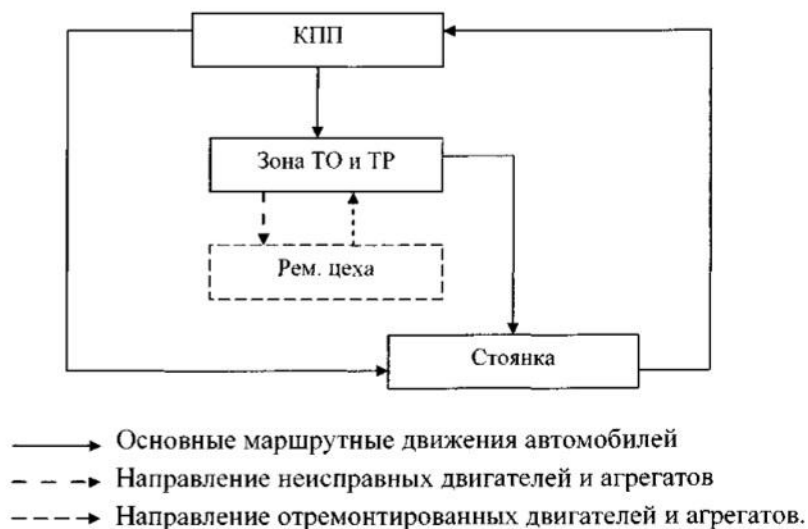 КПП
Зона ТО и ТР
Рем. цеха
Стоянка
Основные маршрутные движения автомобилей
Направление неисправных двигателей и агрегатов
Направление отремонтированных двигателей и агрегатов.